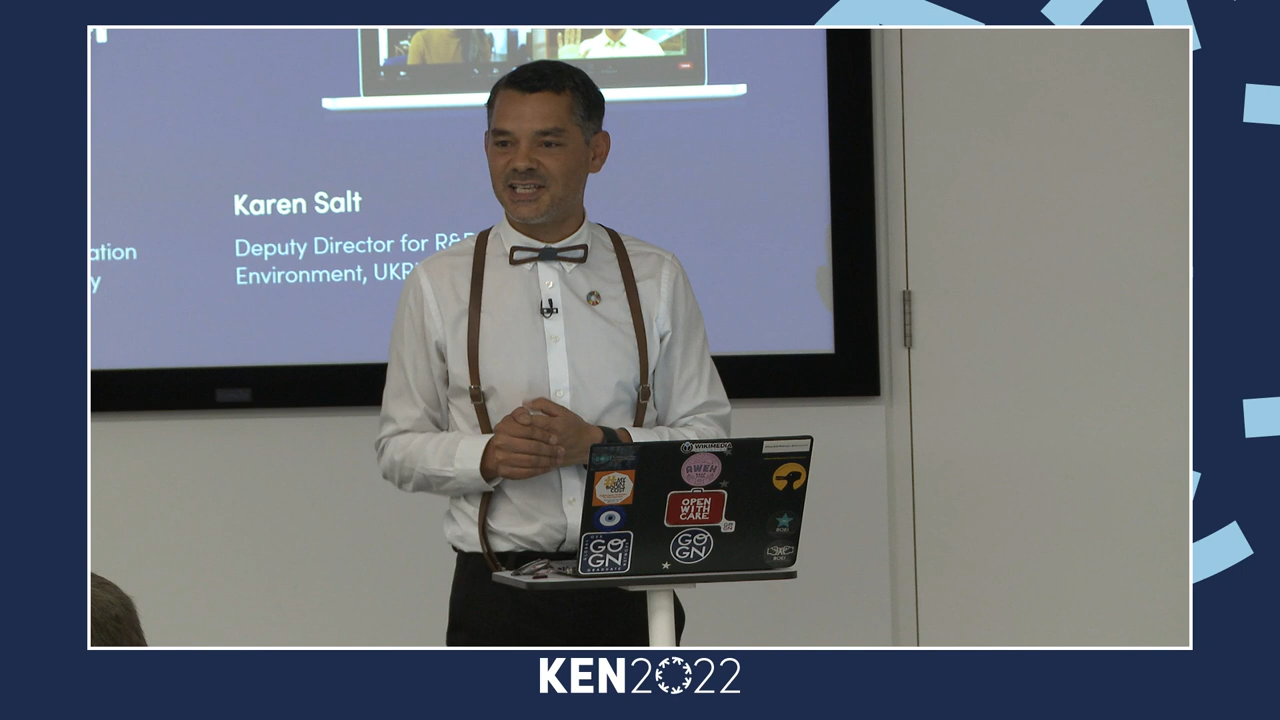 Karen Salt
Deputy Director for R&
Environment, UKR
ation
y
WIKIMEDIA
AWEH
OPEN
WITH
CARE
GO
GN
GO
GN
KEN2022